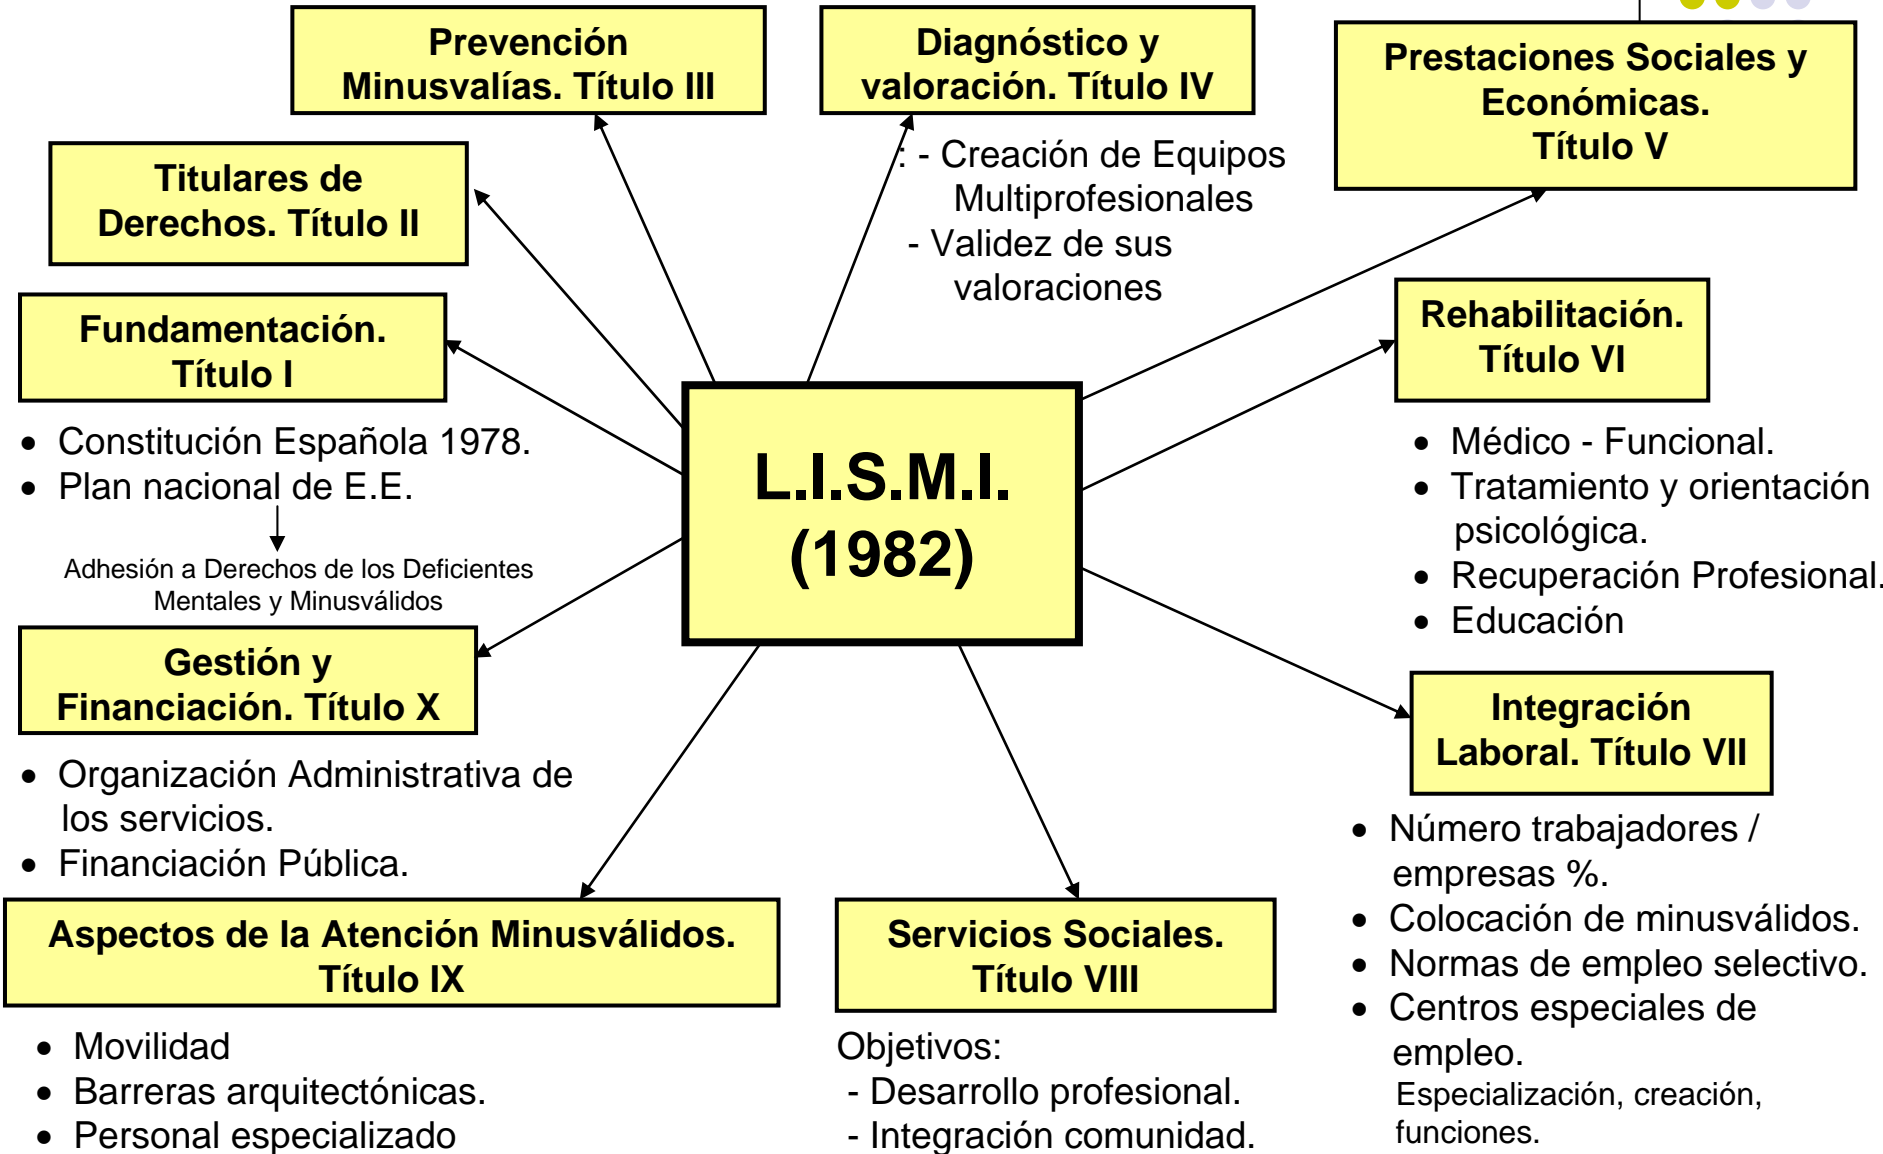 Prevención
Minusvalías. Título III
Diagnóstico y
valoración. Título IV
: - Creación de Equipos
Multiprofesionales
- Validez de sus
valoraciones
Prestaciones Sociales y
Económicas.
Título V
Titulares de
Derechos. Título II
Fundamentación.
Título I
• Constitución Española 1978.
• Plan nacional de E.E.
Adhesión a Derechos de los Deficientes
Mentales y Minusválidos
L.I.S.M.I.
(1982)
Rehabilitación.
Título VI
• Médico - Funcional.
• Tratamiento y orientación
psicológica.
• Recuperación Profesional.
• Educación
Gestión y
Financiación. Título X
• Organización Administrativa de
los servicios.
• Financiación Pública.
Integración
Laboral. Título VII
• Número trabajadores /
empresas %.
• Colocación de minusválidos.
• Normas de empleo selectivo.
• Centros especiales de
empleo.
Especialización, creación,
funciones.
Aspectos de la Atención Minusválidos.
Título IX
• Movilidad
• Barreras arquitectónicas.
• Personal especializado
Servicios Sociales.
Título VIII
Objetivos:
- Desarrollo profesional.
- Integración comunidad.